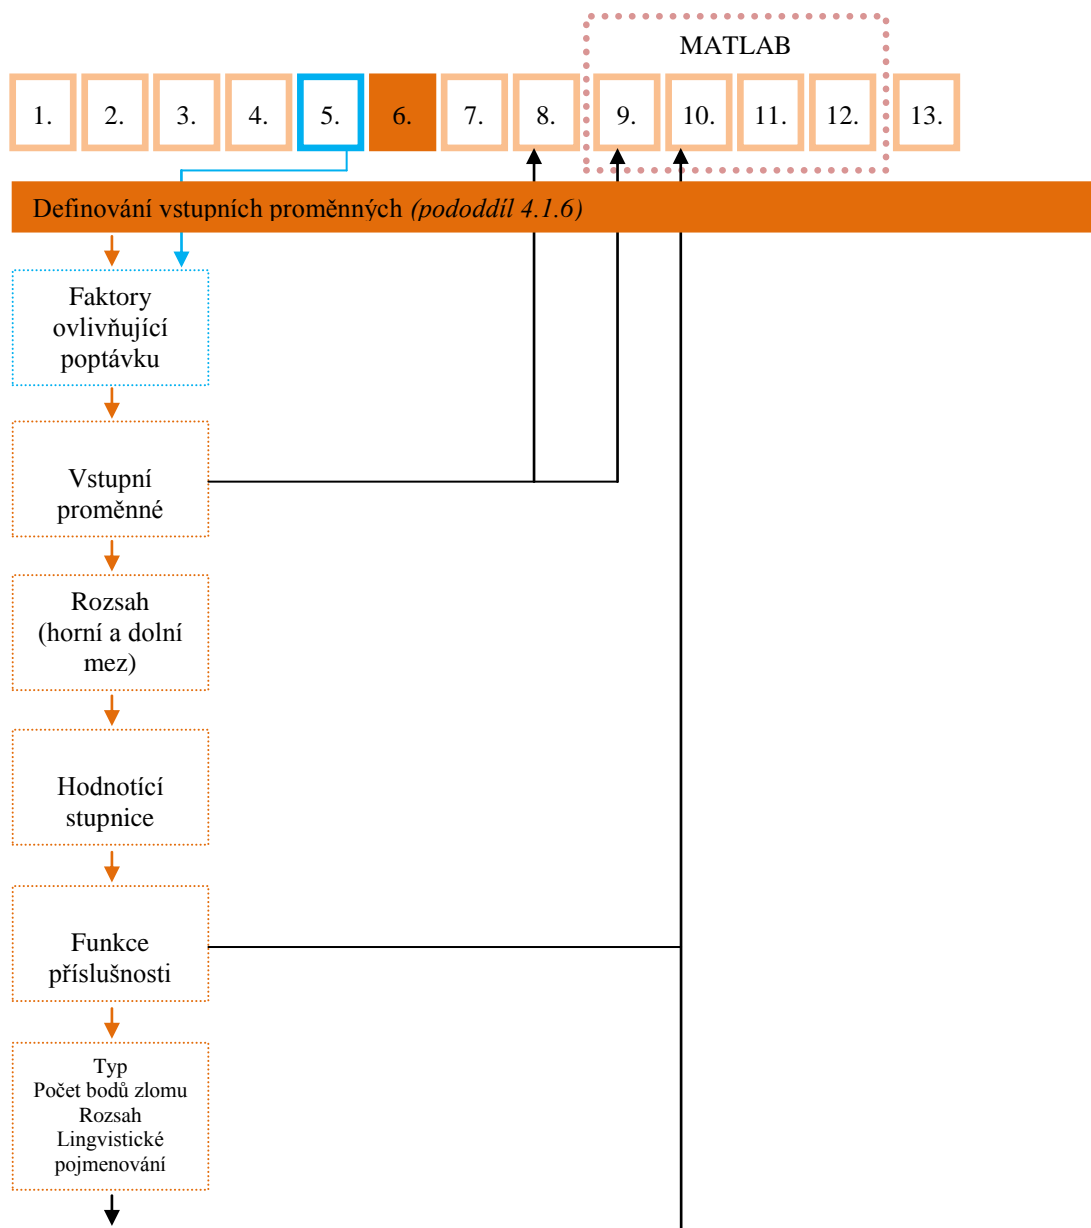 MATLAB
1. 2. 3. 4. 5. 6. 7. 8. 9. 10. 11. 12. 13.
Definování vstupních proměnných (pododdíl 4.1.6)
Faktory
ovlivňující
poptávku
Vstupní
proměnné
Rozsah
(horní a dolní
mez)
Hodnotící
stupnice
Funkce
příslušnosti
Typ
Počet bodů zlomu
Rozsah
Lingvistické
pojmenování